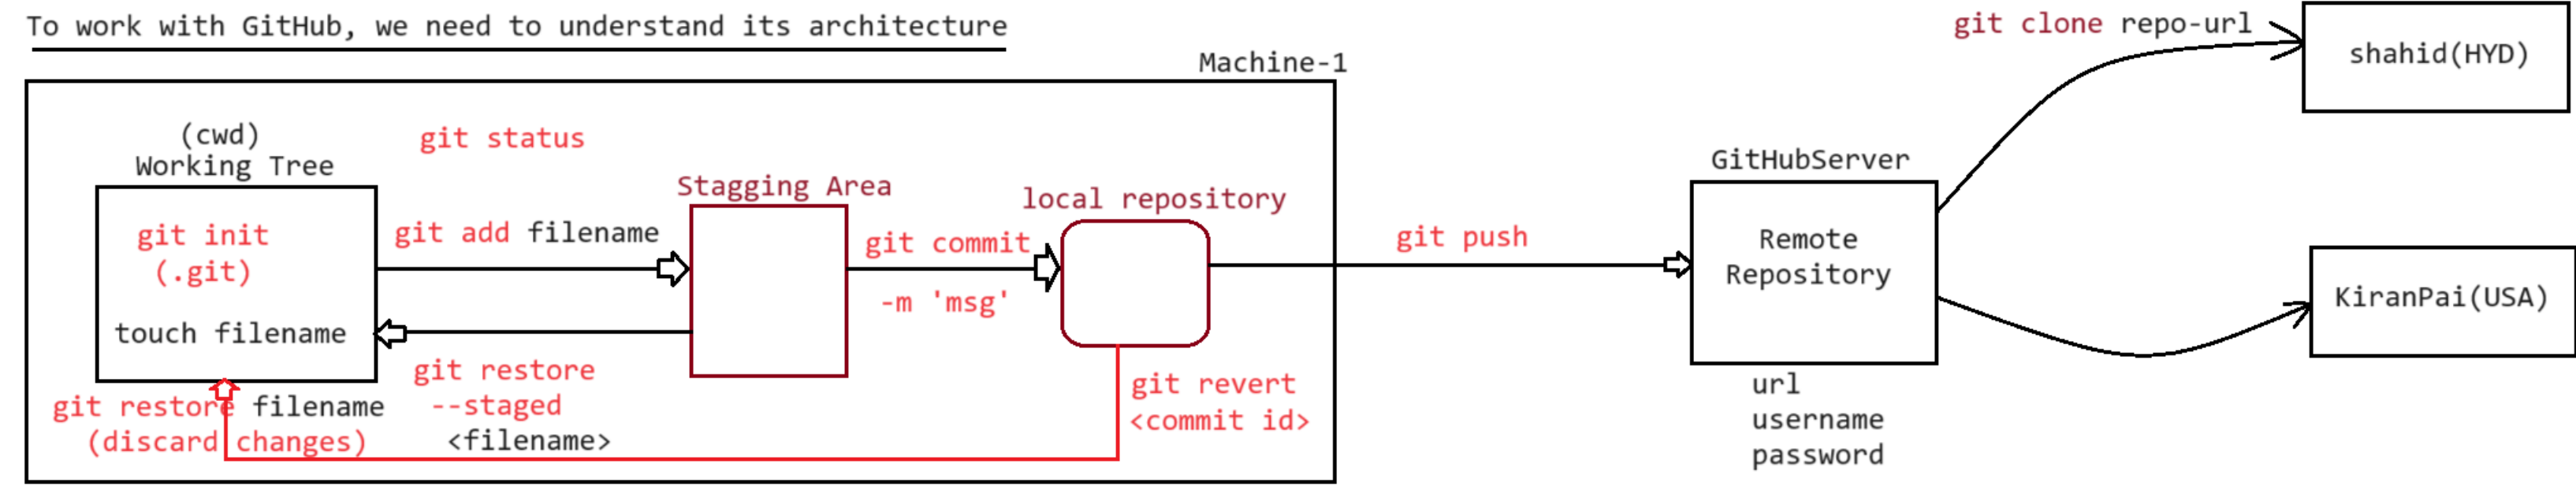 To work with GitHub, we need to understand its architecture
Machine-1
(cwd)
Working Tree
git status
git init
(.git)
touch filename
git add filename
Stagging Area
git commit
-m 'msg'
local repository
git restore
--staged
<filename>
git restore filename
(discard changes)
git revert
<commit id>
git push
GitHubServer
Remote
Repository
url
username
password
git clone repo-url
shahid(HYD)
KiranPai(USA)